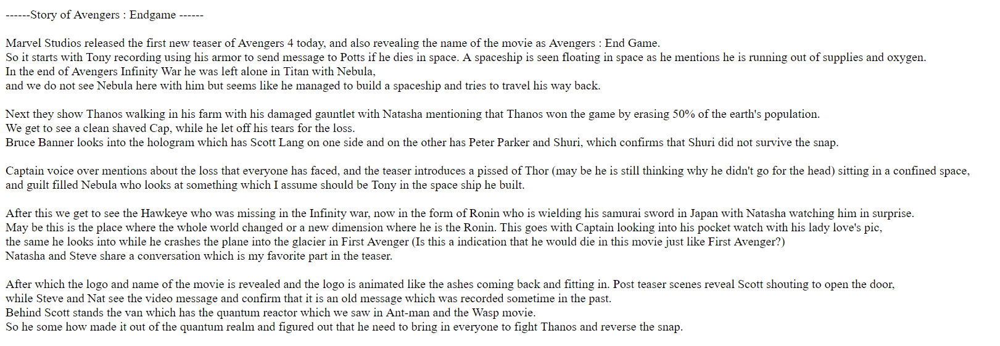 ------Story of Avengers : Endgame ------
Marvel Studios released the first new teaser of Avengers 4 today, and also revealing the name of the movie as Avengers : End Game.
So it starts with Tony recording using his armor to send message to Potts if he dies in space. A spaceship is seen floating in space as he mentions he is running out of supplies and oxygen.
In the end of Avengers Infinity War he was left alone in Titan with Nebula,
and we do not see Nebula here with him but seems like he managed to build a spaceship and tries to travel his way back.
Next they show Thanos walking in his farm with his damaged gauntlet with Natasha mentioning that Thanos won the game by erasing 50% of the earth's population.
We get to see a clean shaved Cap, while he let off his tears for the loss.
Bruce Banner looks into the hologram which has Scott Lang on one side and on the other has Peter Parker and Shuri, which confirms that Shuri did not survive the snap.
Captain voice over mentions about the loss that everyone has faced, and the teaser introduces a pissed of Thor (may be he is still thinking why he didn't go for the head) sitting in a confined space,
and guilt filled Nebula who looks at something which I assume should be Tony in the space ship he built.
After this we get to see the Hawkeye who was missing in the Infinity war, now in the form of Ronin who is wielding his samurai sword in Japan with Natasha watching him in surprise.
May be this is the place where the whole world changed or a new dimension where he is the Ronin. This goes with Captain looking into his pocket watch with his lady love's pic,
the same he looks into while he crashes the plane into the glacier in First Avenger (Is this a indication that he would die in this movie just like First Avenger?)
Natasha and Steve share a conversation which is my favorite part in the teaser.
After which the logo and name of the movie is revealed and the logo is animated like the ashes coming back and fitting in. Post teaser scenes reveal Scott shouting to open the door,
while Steve and Nat see the video message and confirm that it is an old message which was recorded sometime in the past.
Behind Scott stands the van which has the quantum reactor which we saw in Ant-man and the Wasp movie.
So he some how made it out of the quantum realm and figured out that he need to bring in everyone to fight Thanos and reverse the snap.